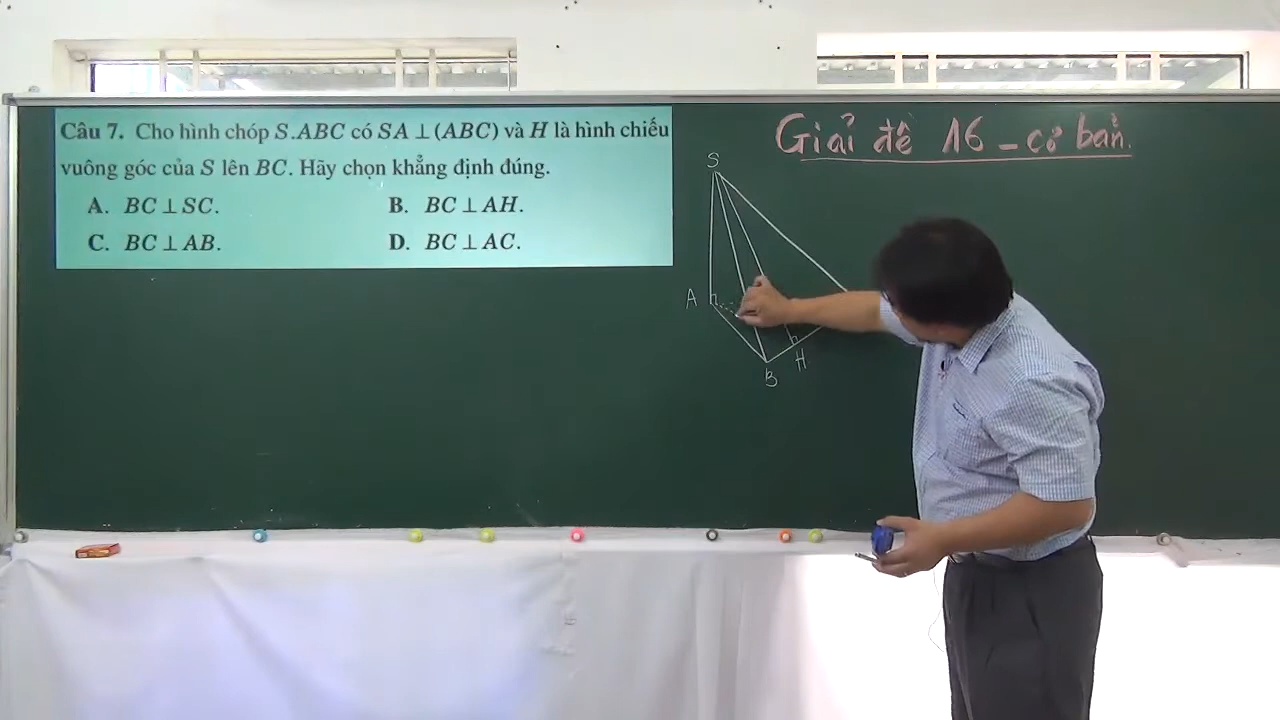 Câu 7. Cho hình chóp S.ABC có SA ⊥ (ABC) và H là hình chiếu
vuông góc của S lên BC. Hãy chọn khẳng định đúng.
A. BC ⊥ SC. B. BC ⊥ AH.
C. BC ⊥ AB. D. BC ⊥ AC.
Giải đề 16 - cơ bản.
S
A
H
B